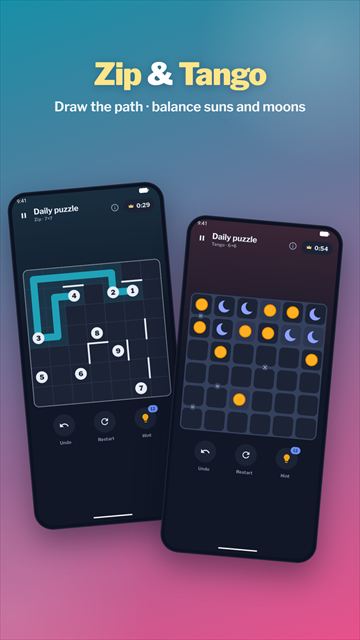 Zip & Tango
Draw the path · balance suns and moons
9:41
Daily puzzle
Zip · 7×7
0:29
1
2
4
3
8
9
5
6
7
Undo
Restart
12
Hint
9:41
Daily puzzle
Tango · 6×6
0:54
Undo
Restart
12
Hint